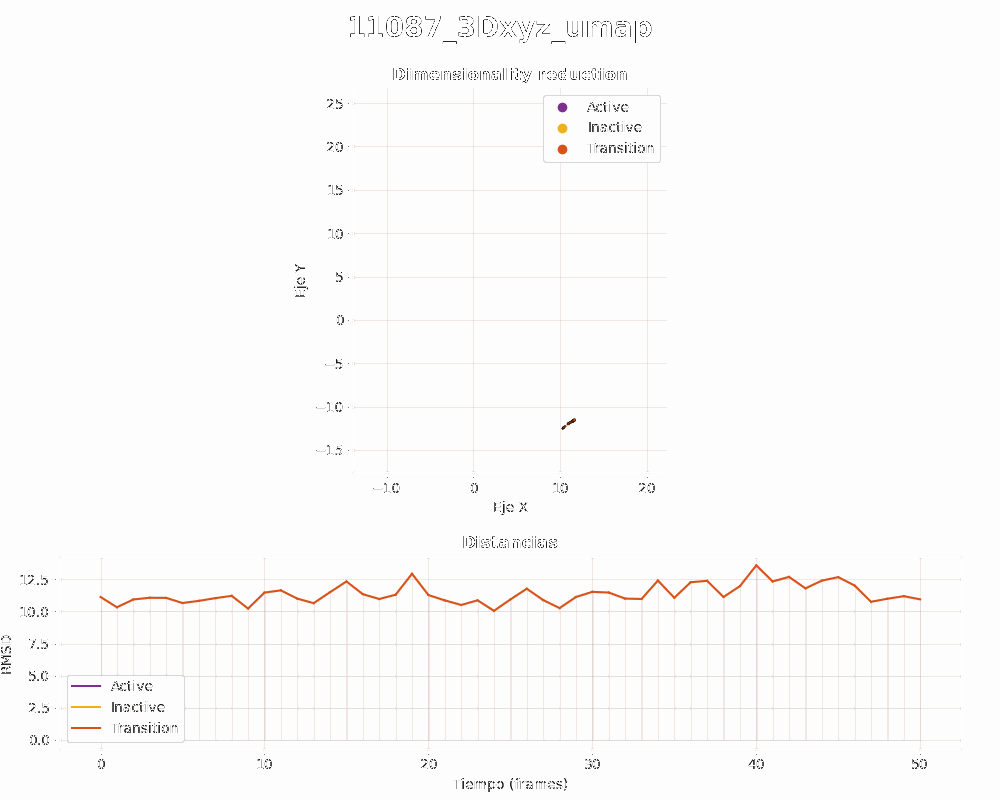 11087_3Dxyz_umap
Dimensionality reduction
Active
Inactive
Transition
25
20
15
10
5
0
−5
−10
−15
Eje Y
−10 0 10 20
Eje X
Distancias
12.5
10.0
7.5
5.0
2.5
0.0
RMSD
Active
Inactive
Transition
0 10 20 30 40 50
Tiempo (frames)